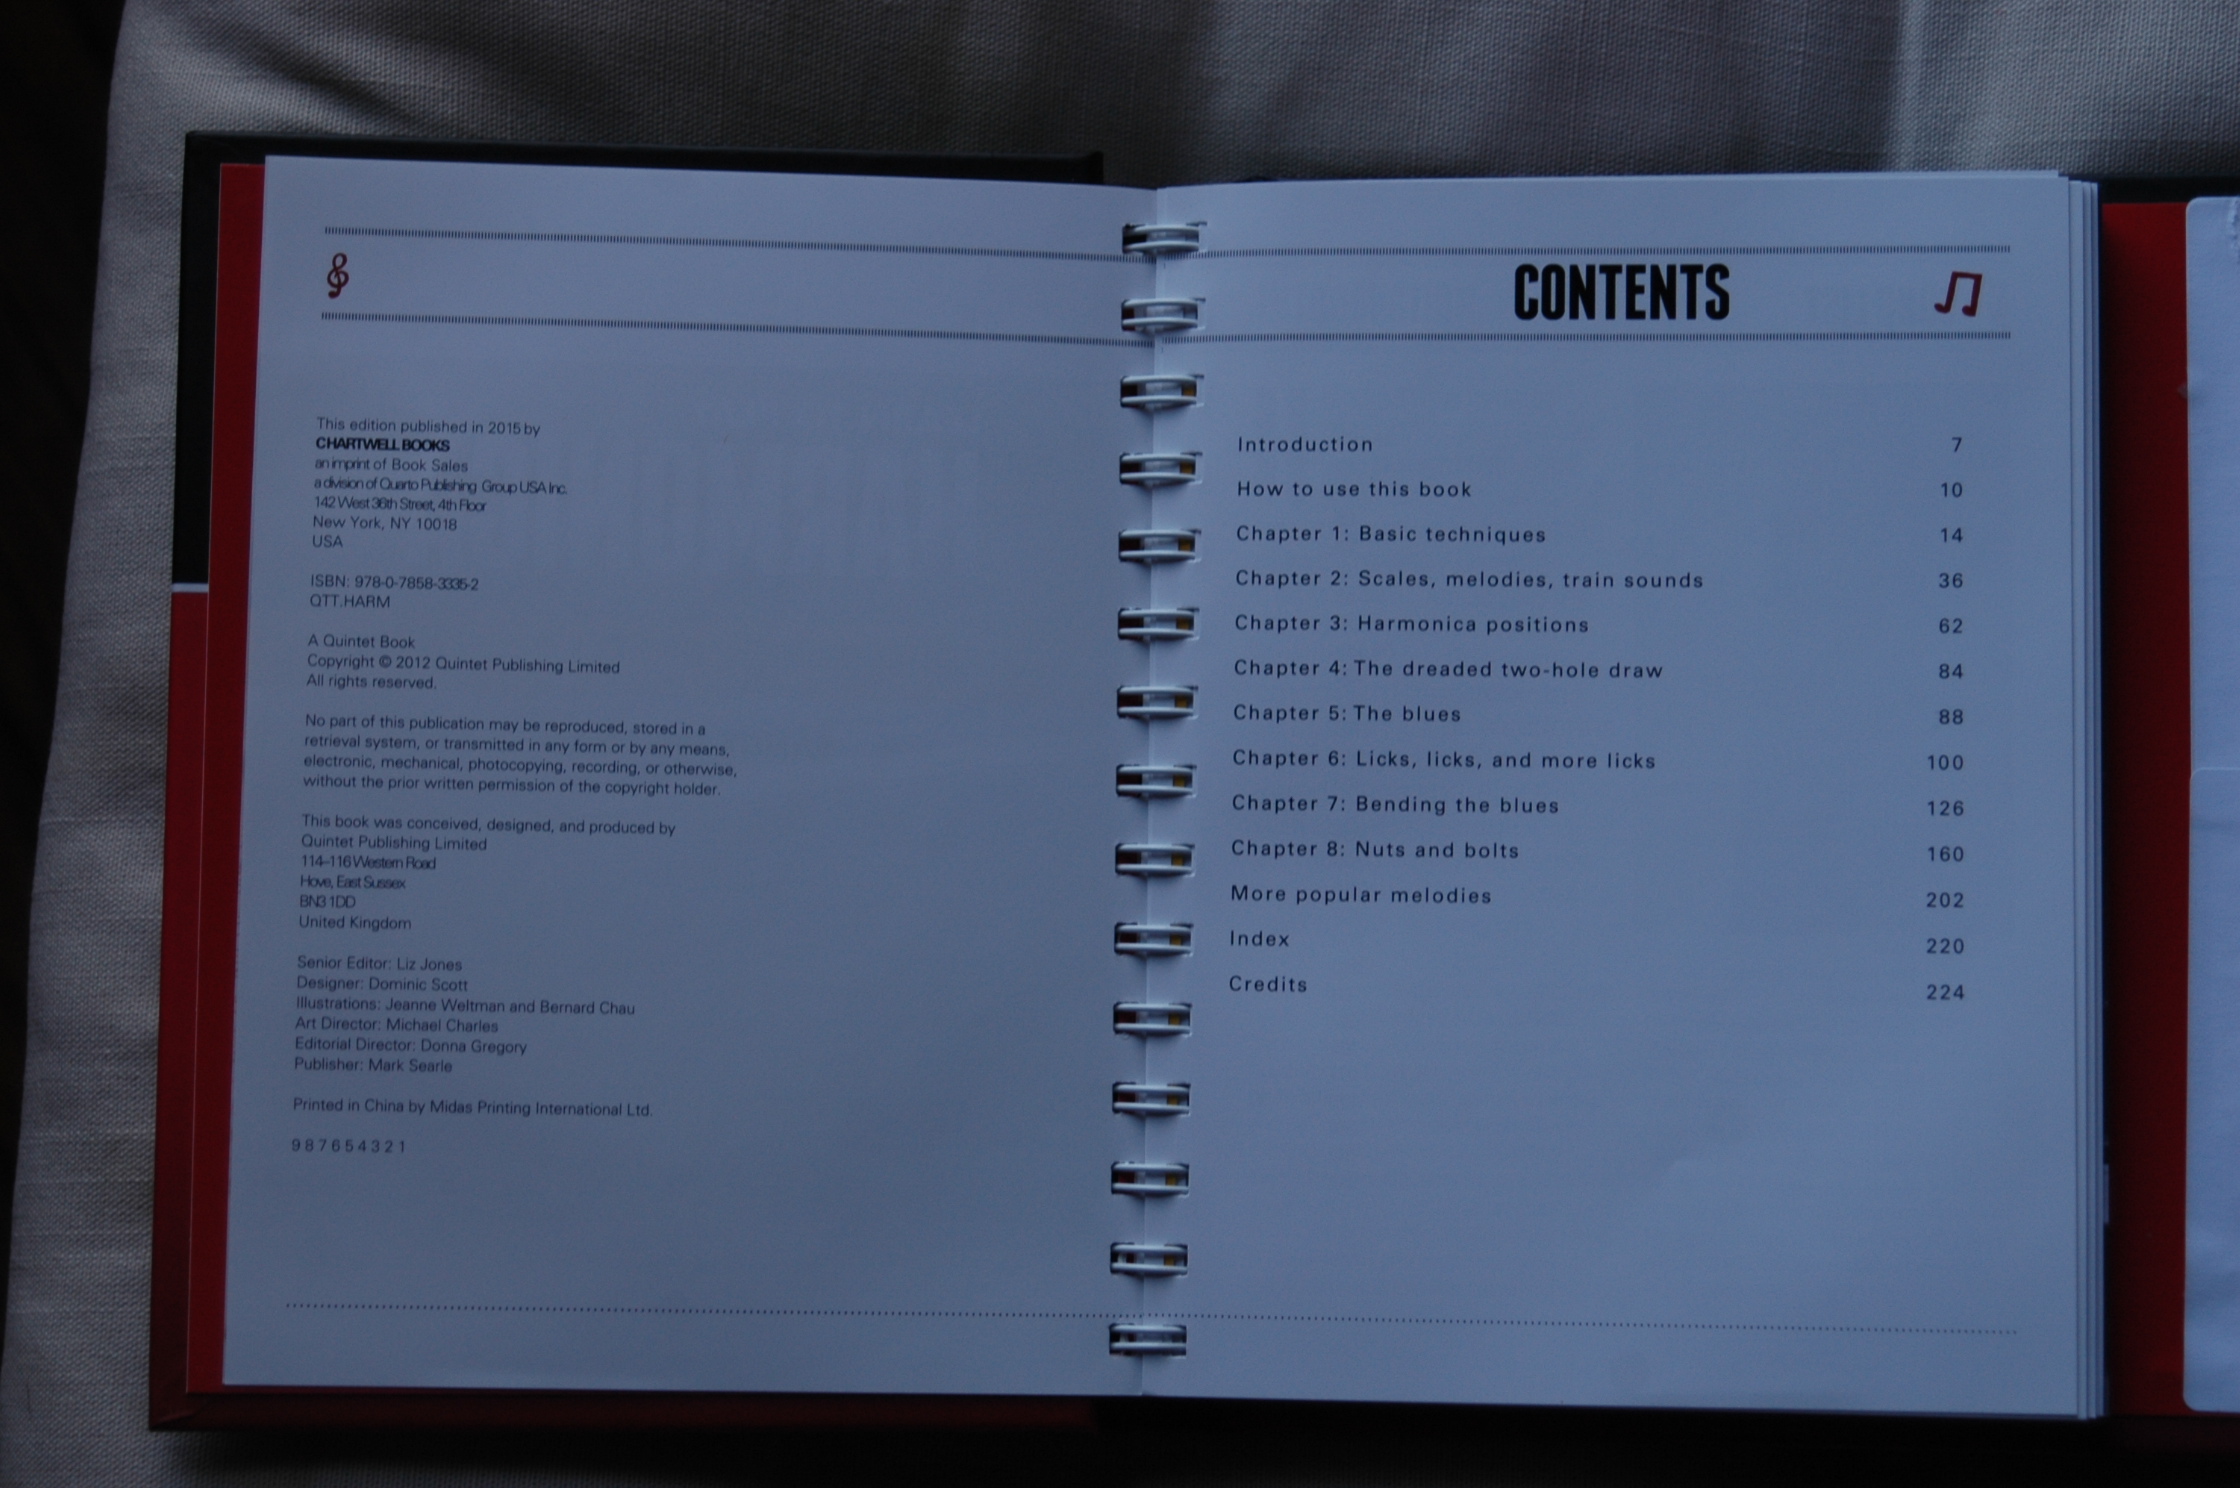 This edition published in 2015 by
CHARTWELL BOOKS
an imprint of Book Sales
a division of Quarto Publishing Group USA Inc.
142 West 36th Street, 4th Floor
New York, NY 10018
USA
ISBN: 978-0-7858-3335-2
QTT.HARM
A Quintet Book
Copyright © 2012 Quintet Publishing Limited
All rights reserved.
No part of this publication may be reproduced, stored in a
retrieval system, or transmitted in any form or by any means,
electronic, mechanical, photocopying, recording, or otherwise,
without the prior written permission of the copyright holder.
This book was conceived, designed, and produced by
Quintet Publishing Limited
114–116 Western Road
Hove, East Sussex
BN3 1DD
United Kingdom
Senior Editor: Liz Jones
Designer: Dominic Scott
Illustrations: Jeanne Weltman and Bernard Chau
Art Director: Michael Charles
Editorial Director: Donna Gregory
Publisher: Mark Searle
Printed in China by Midas Printing International Ltd.
9 8 7 6 5 4 3 2 1
CONTENTS
Introduction 7
How to use this book 10
Chapter 1: Basic techniques 14
Chapter 2: Scales, melodies, train sounds 36
Chapter 3: Harmonica positions 62
Chapter 4: The dreaded two-hole draw 84
Chapter 5: The blues 88
Chapter 6: Licks, licks, and more licks 100
Chapter 7: Bending the blues 126
Chapter 8: Nuts and bolts 160
More popular melodies 202
Index 220
Credits 224